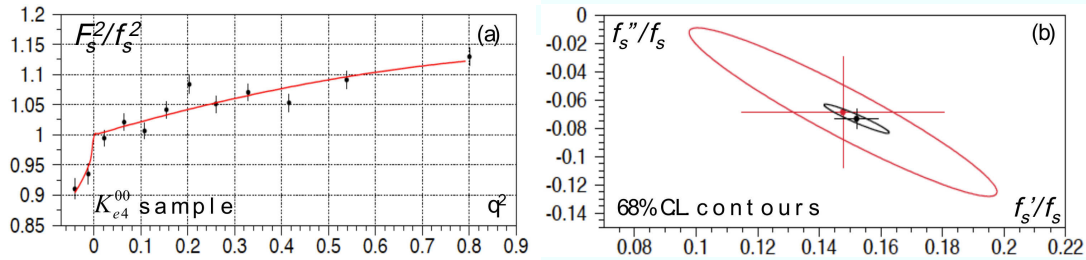 1.2
1.15
1.1
1.05
1
0.95
0.9
0.85
F_s^2/f_s^2
(a)
K_{e4}^{00} sample
q^2
0 0.1 0.2 0.3 0.4 0.5 0.6 0.7 0.8 0.9
0
-0.02
-0.04
-0.06
-0.08
-0.1
-0.12
-0.14
f_s''/f_s
(b)
68% CL contours
f_s'/f_s
0.08 0.1 0.12 0.14 0.16 0.18 0.2 0.22